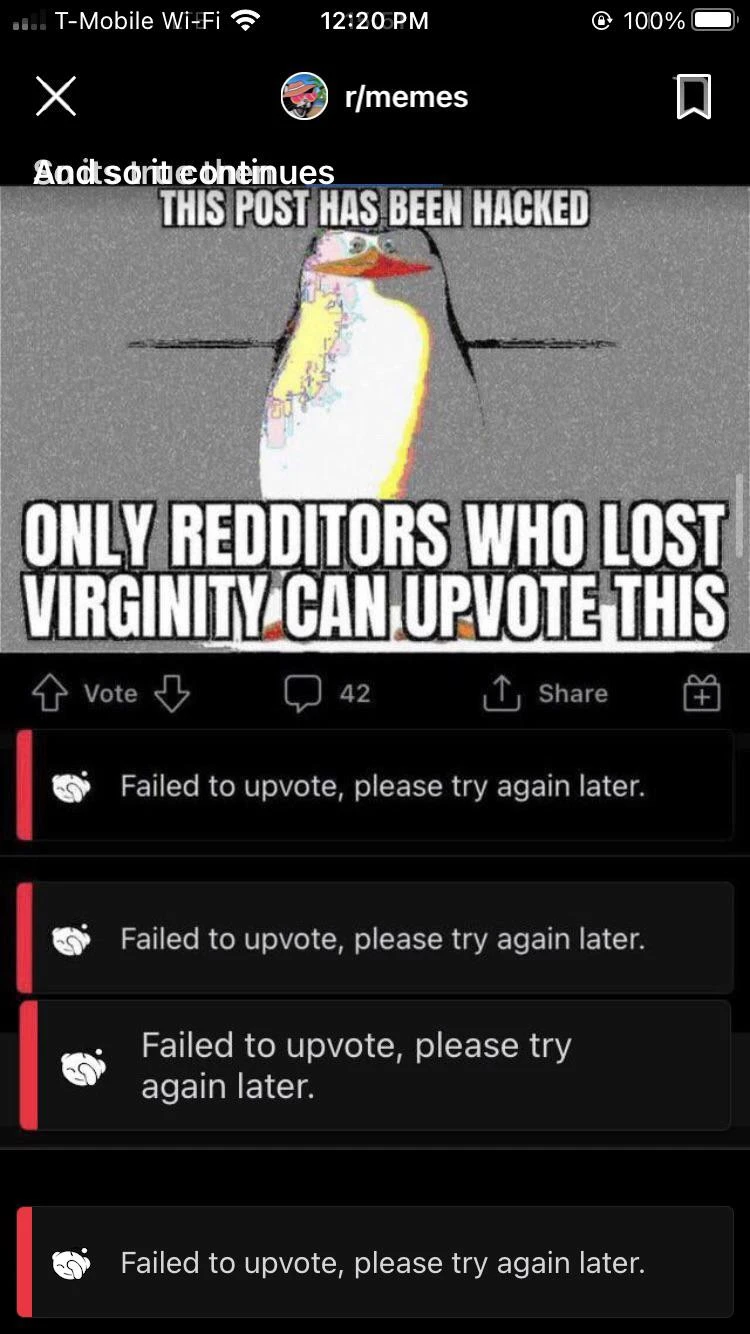 T-Mobile Wi-Fi 12:20 PM 100%
r/memes
And so it continues
THIS POST HAS BEEN HACKED
ONLY REDDITORS WHO LOST
VIRGINITY CAN UPVOTE THIS
Vote 42 Share
Failed to upvote, please try again later.
Failed to upvote, please try again later.
Failed to upvote, please try
again later.
Failed to upvote, please try again later.